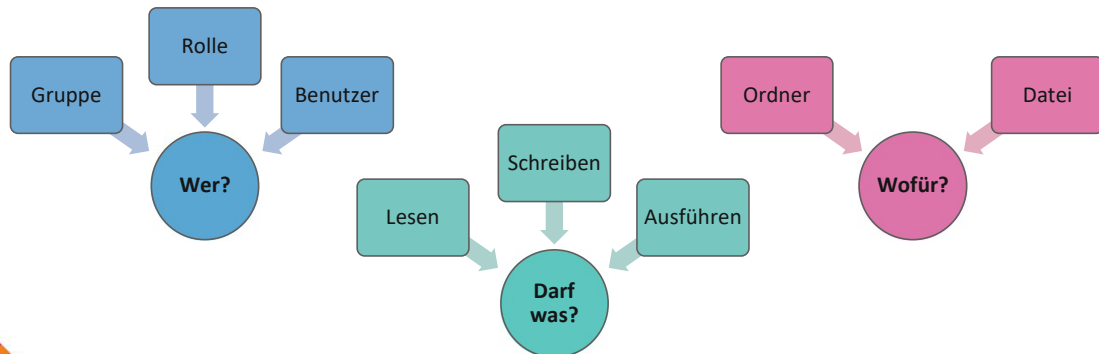 Rolle
Gruppe
Benutzer
Wer?
Schreiben
Lesen
Ausführen
Darf
was?
Ordner
Datei
Wofür?